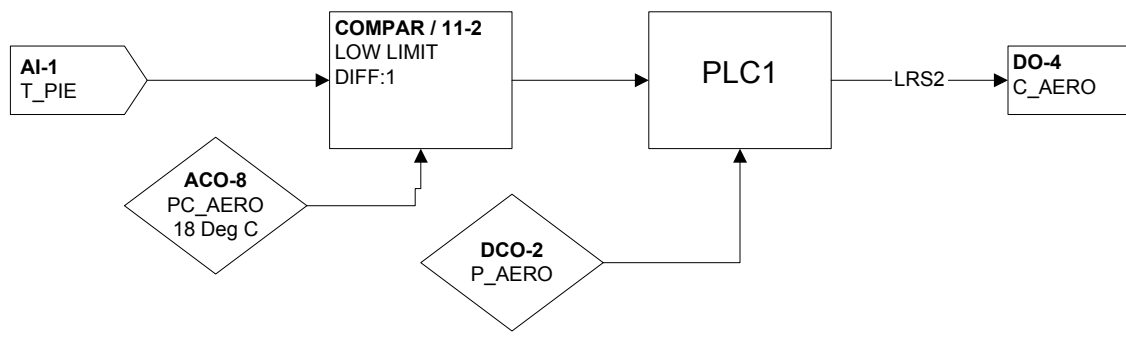 AI-1
T_PIE
COMPAR / 11-2
LOW LIMIT
DIFF:1
PLC1
LRS2
DO-4
C_AERO
ACO-8
PC_AERO
18 Deg C
DCO-2
P_AERO